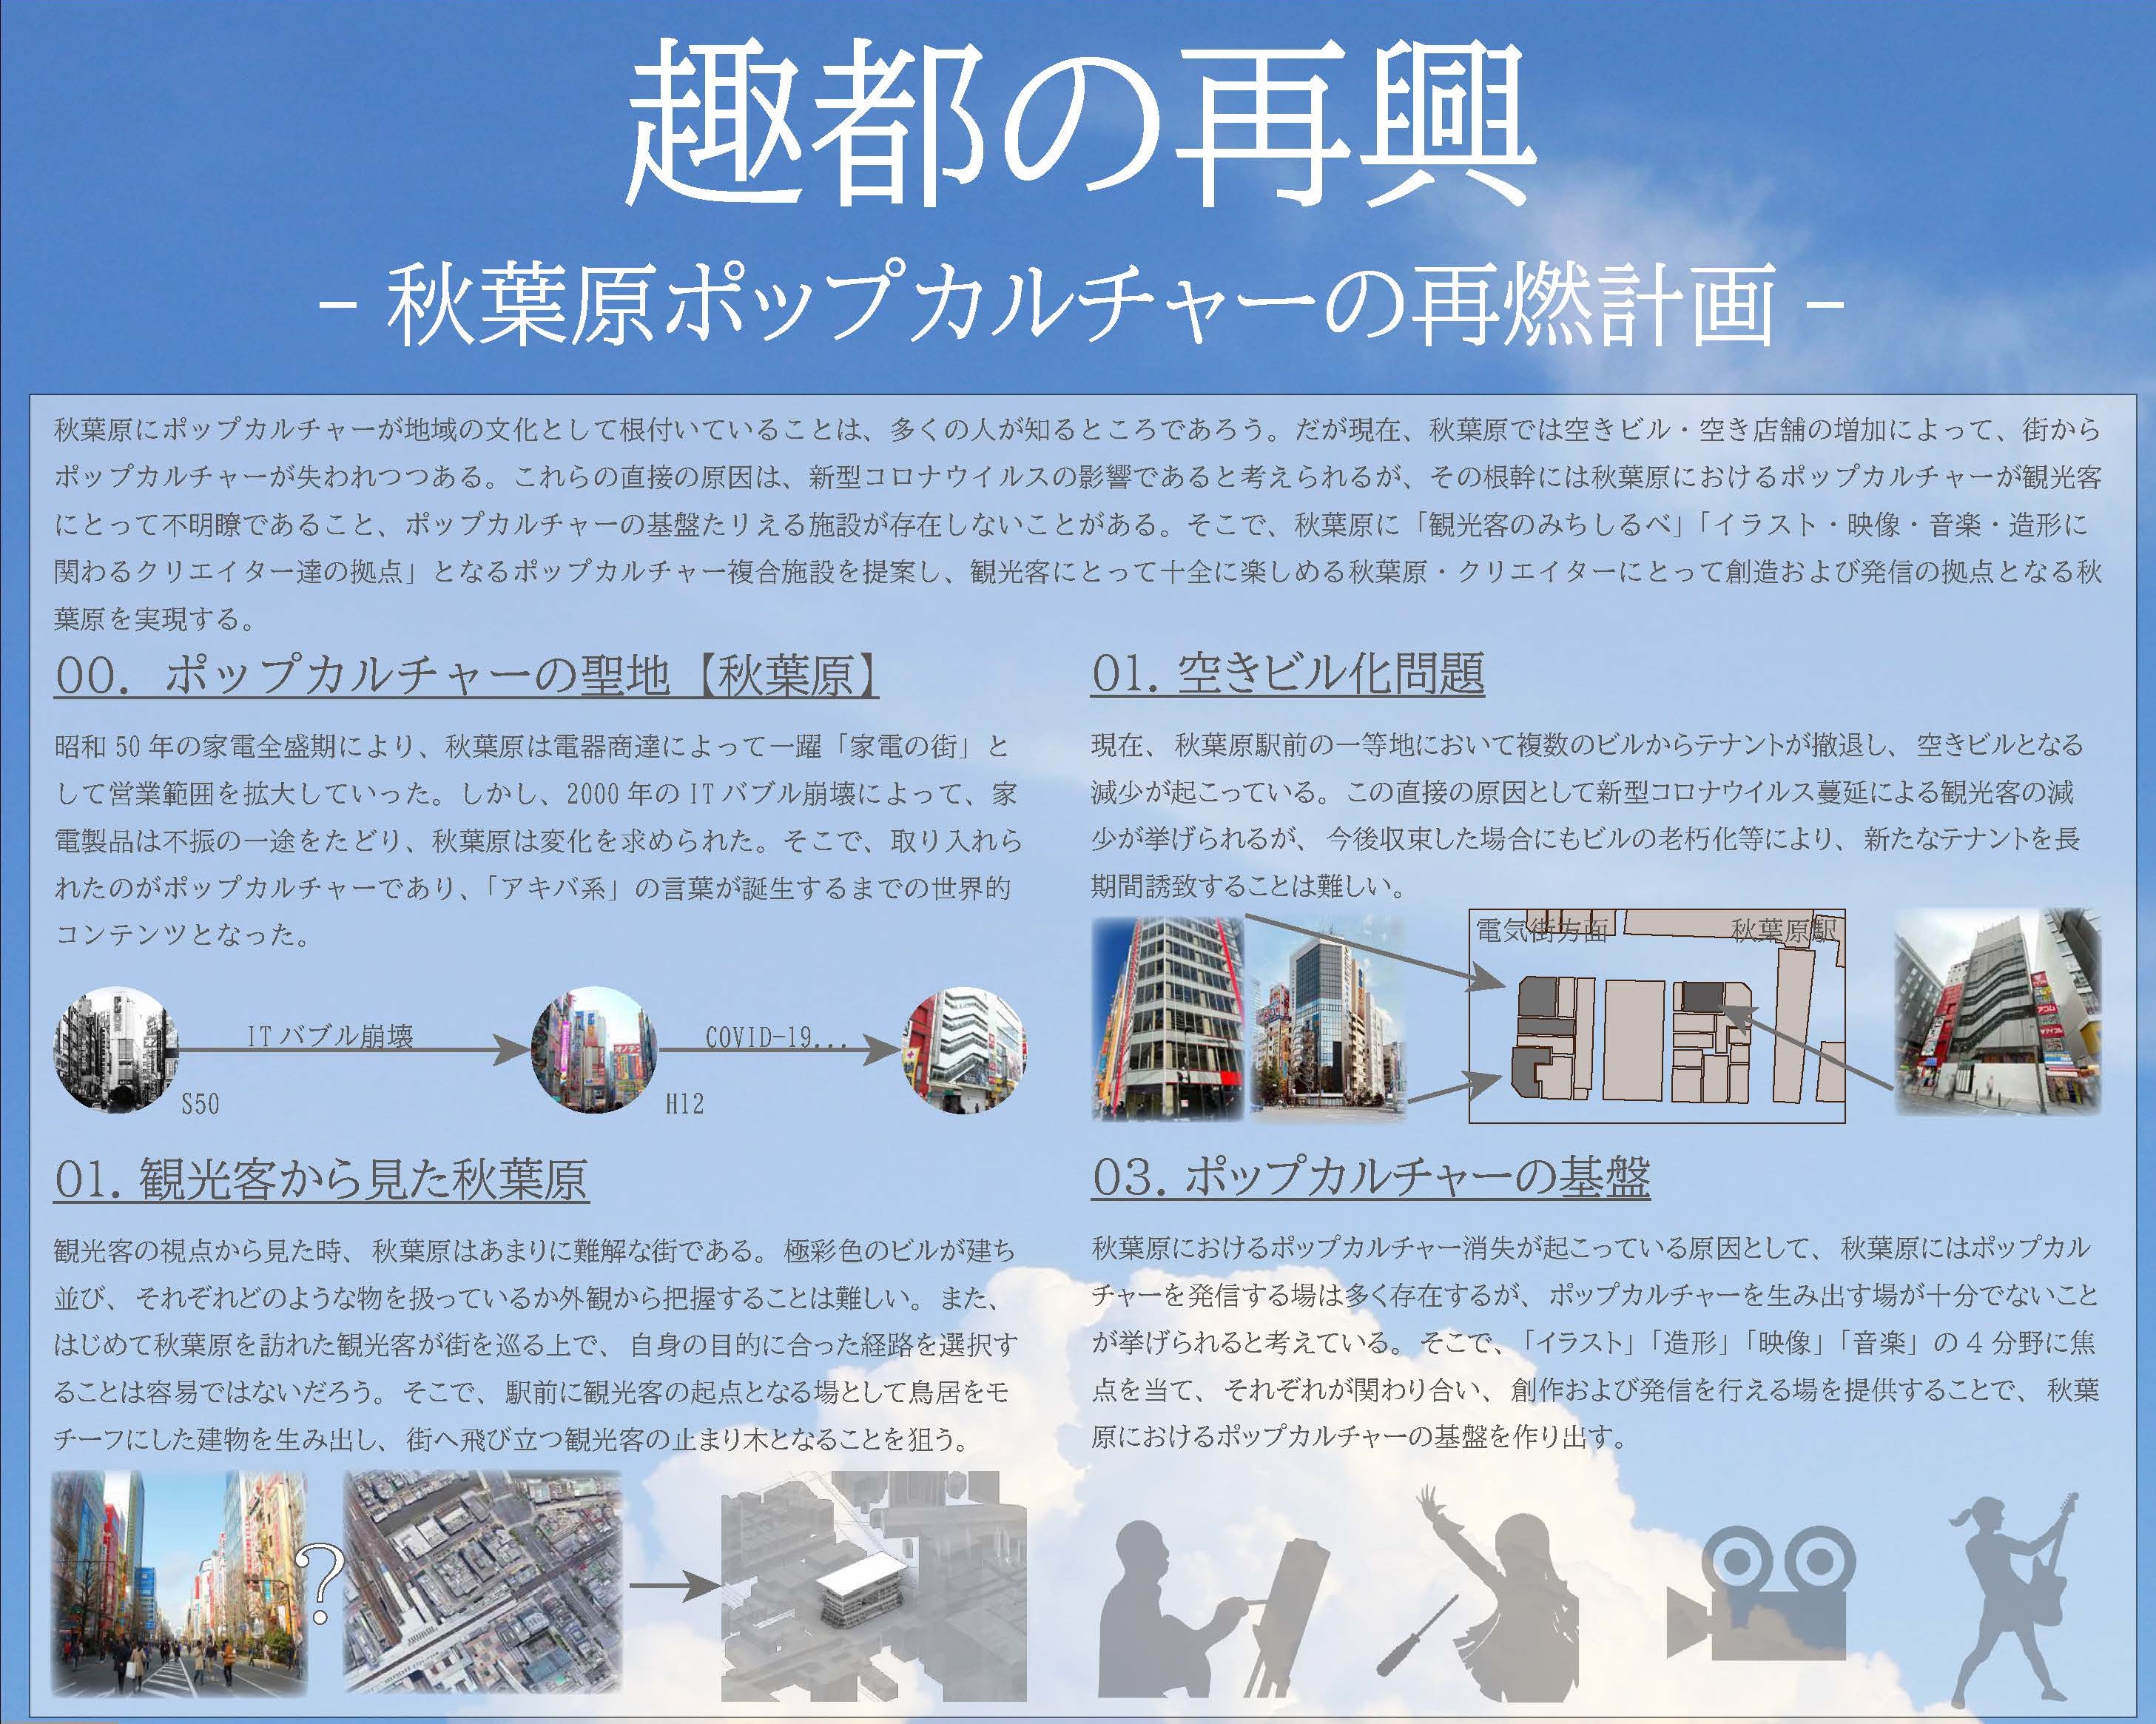 趣都の再興
– 秋葉原ポップカルチャーの再燃計画 –
秋葉原にポップカルチャーが地域の文化として根付いていることは、多くの人が知るところであろう。だが現在、秋葉原では空きビル・空き店舗の増加によって、街から
ポップカルチャーが失われつつある。これらの直接の原因は、新型コロナウイルスの影響であると考えられるが、その根幹には秋葉原におけるポップカルチャーが観光客
にとって不明瞭であること、ポップカルチャーの基盤たりえる施設が存在しないことがある。そこで、秋葉原に「観光客のみちしるべ」「イラスト・映像・音楽・造形に
関わるクリエイター達の拠点」となるポップカルチャー複合施設を提案し、観光客にとって十全に楽しめる秋葉原・クリエイターにとって創造および発信の拠点となる秋
葉原を実現する。
00. ポップカルチャーの聖地【秋葉原】
昭和 50 年の家電全盛期により、秋葉原は電器商達によって一躍「家電の街」と
して営業範囲を拡大していった。しかし、2000 年の IT バブル崩壊によって、家
電製品は不振の一途をたどり、秋葉原は変化を求められた。そこで、取り入れら
れたのがポップカルチャーであり、「アキバ系」の言葉が誕生するまでの世界的
コンテンツとなった。
IT バブル崩壊
COVID-19...
S50
H12
01. 空きビル化問題
現在、秋葉原駅前の一等地において複数のビルからテナントが撤退し、空きビルとなる
減少が起こっている。この直接の原因として新型コロナウイルス蔓延による観光客の減
少が挙げられるが、今後収束した場合にもビルの老朽化等により、新たなテナントを長
期間誘致することは難しい。
電気街方面
秋葉原駅
01. 観光客から見た秋葉原
観光客の視点から見た時、秋葉原はあまりに難解な街である。極彩色のビルが建ち
並び、それぞれどのような物を扱っているか外観から把握することは難しい。また、
はじめて秋葉原を訪れた観光客が街を巡る上で、自身の目的に合った経路を選択す
ることは容易ではないだろう。そこで、駅前に観光客の起点となる場として鳥居をモ
チーフにした建物を生み出し、街へ飛び立つ観光客の止まり木となることを狙う。
?
03. ポップカルチャーの基盤
秋葉原におけるポップカルチャー消失が起こっている原因として、秋葉原にはポップカル
チャーを発信する場は多く存在するが、ポップカルチャーを生み出す場が十分でないこと
が挙げられると考えている。そこで、「イラスト」「造形」「映像」「音楽」の 4 分野に焦
点を当て、それぞれが関わり合い、創作および発信を行える場を提供することで、秋葉
原におけるポップカルチャーの基盤を作り出す。